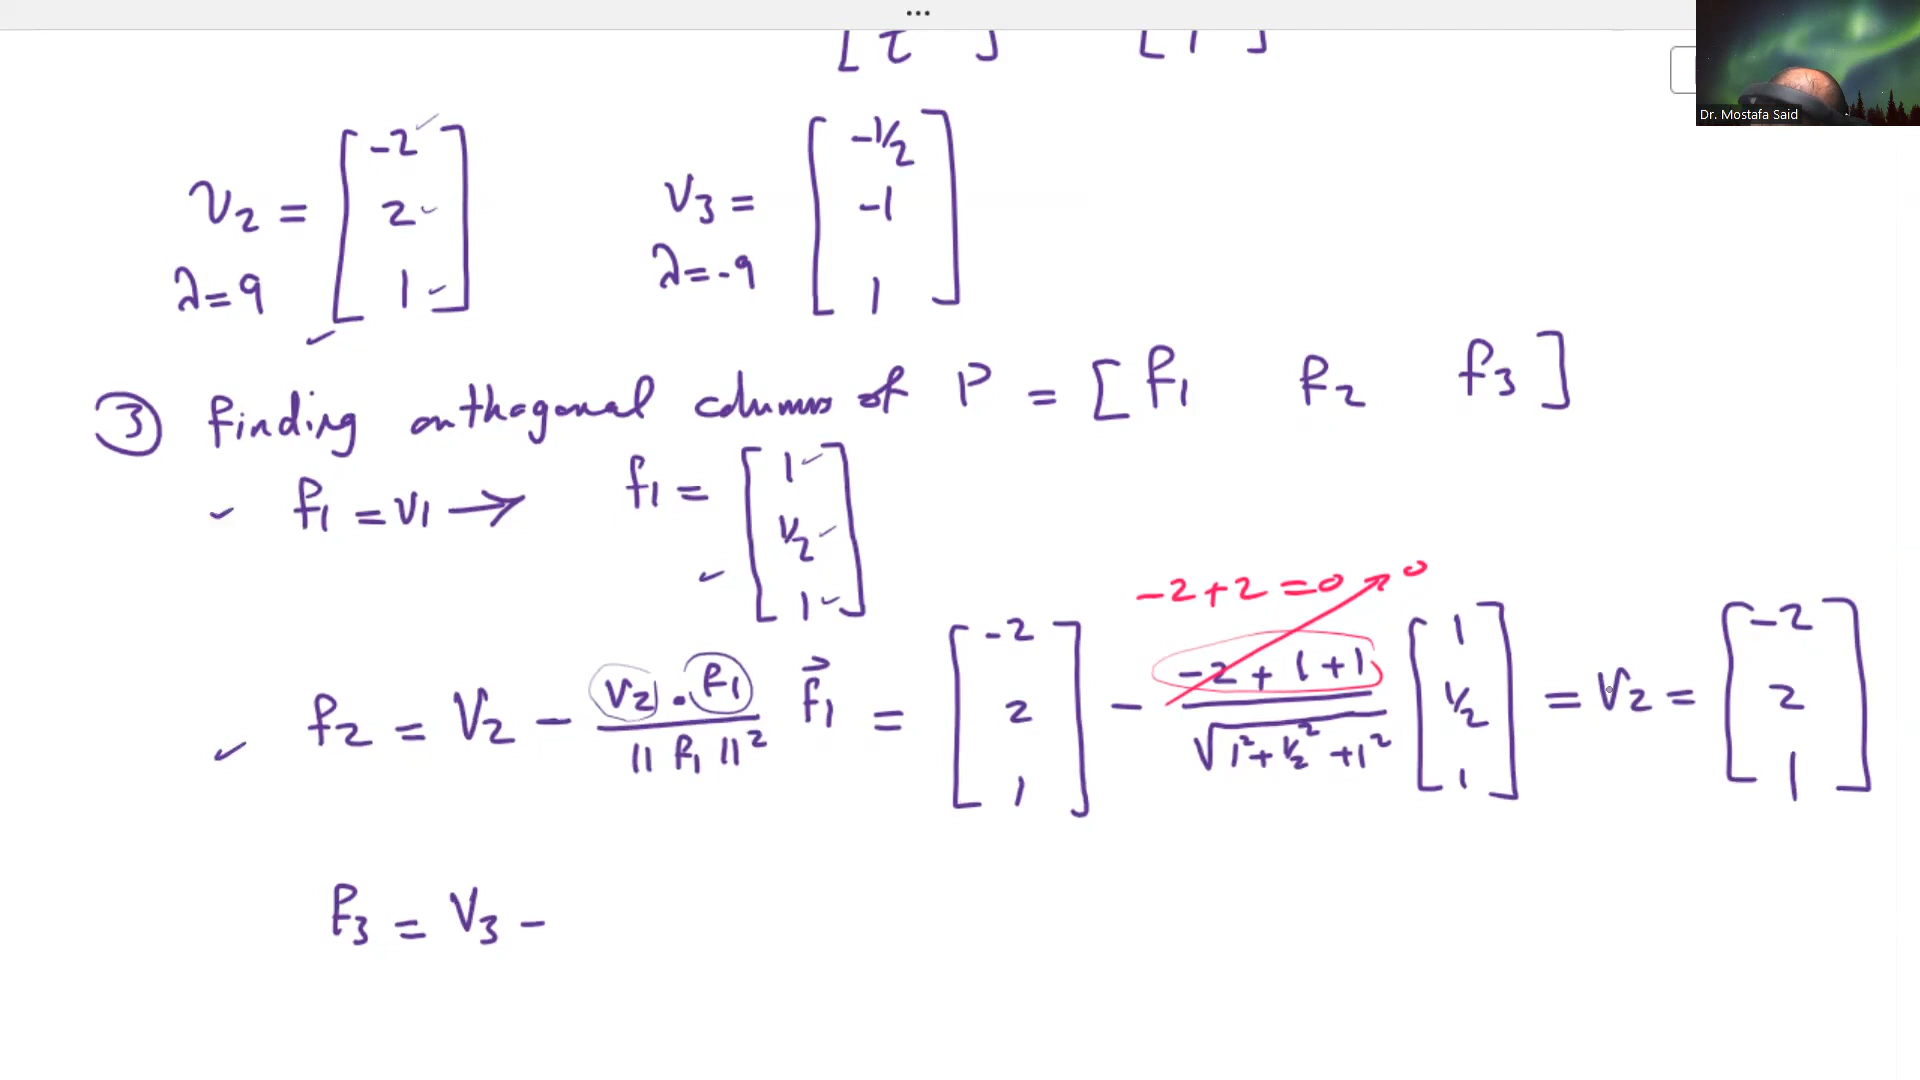 ...
Dr. Mostafa Said
v2 = [-2 2 1] v3 = [-1/2 -1 1]
λ=9 λ=-9
③ Finding orthogonal columns of P = [f1 f2 f3]
f1 = v1 → f1 = [1 1/2 1]
-2+2=0 0
f2 = V2 - V2·f1 / ||f1||² f1 = [-2 2 1] - -2+1+1 / √1²+1/2²+1² [1 1/2 1] = V2 = [-2 2 1]
f3 = V3 -